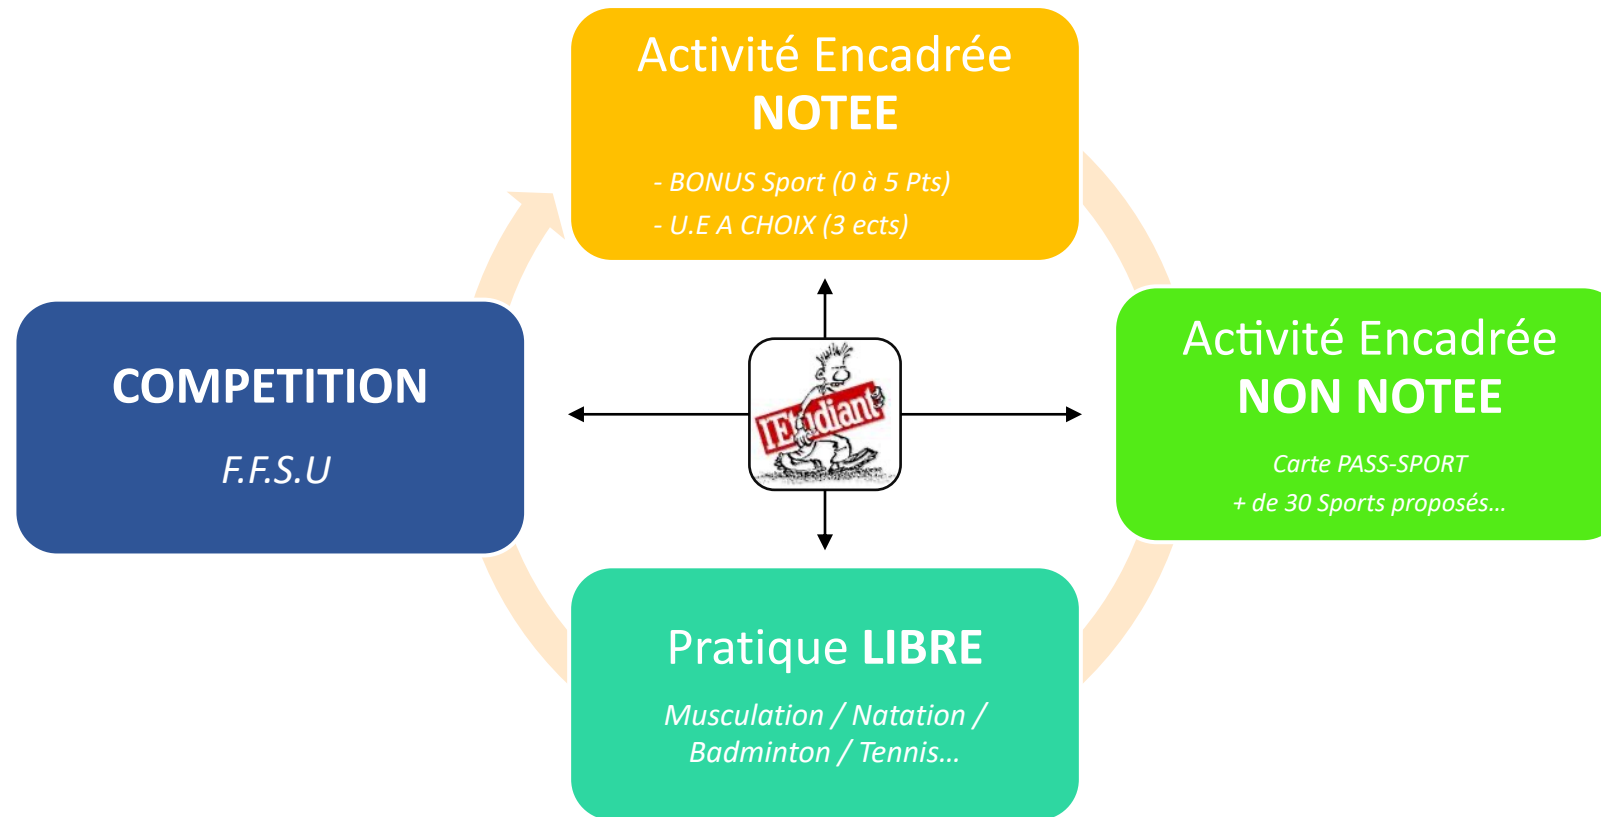 Activité Encadrée
NOTEE
- BONUS Sport (0 à 5 Pts)
- U.E A CHOIX (3 ects)
COMPETITION
F.F.S.U
l'Etudiant
Activité Encadrée
NON NOTEE
Carte PASS-SPORT
+ de 30 Sports proposés...
Pratique LIBRE
Musculation / Natation /
Badminton / Tennis...